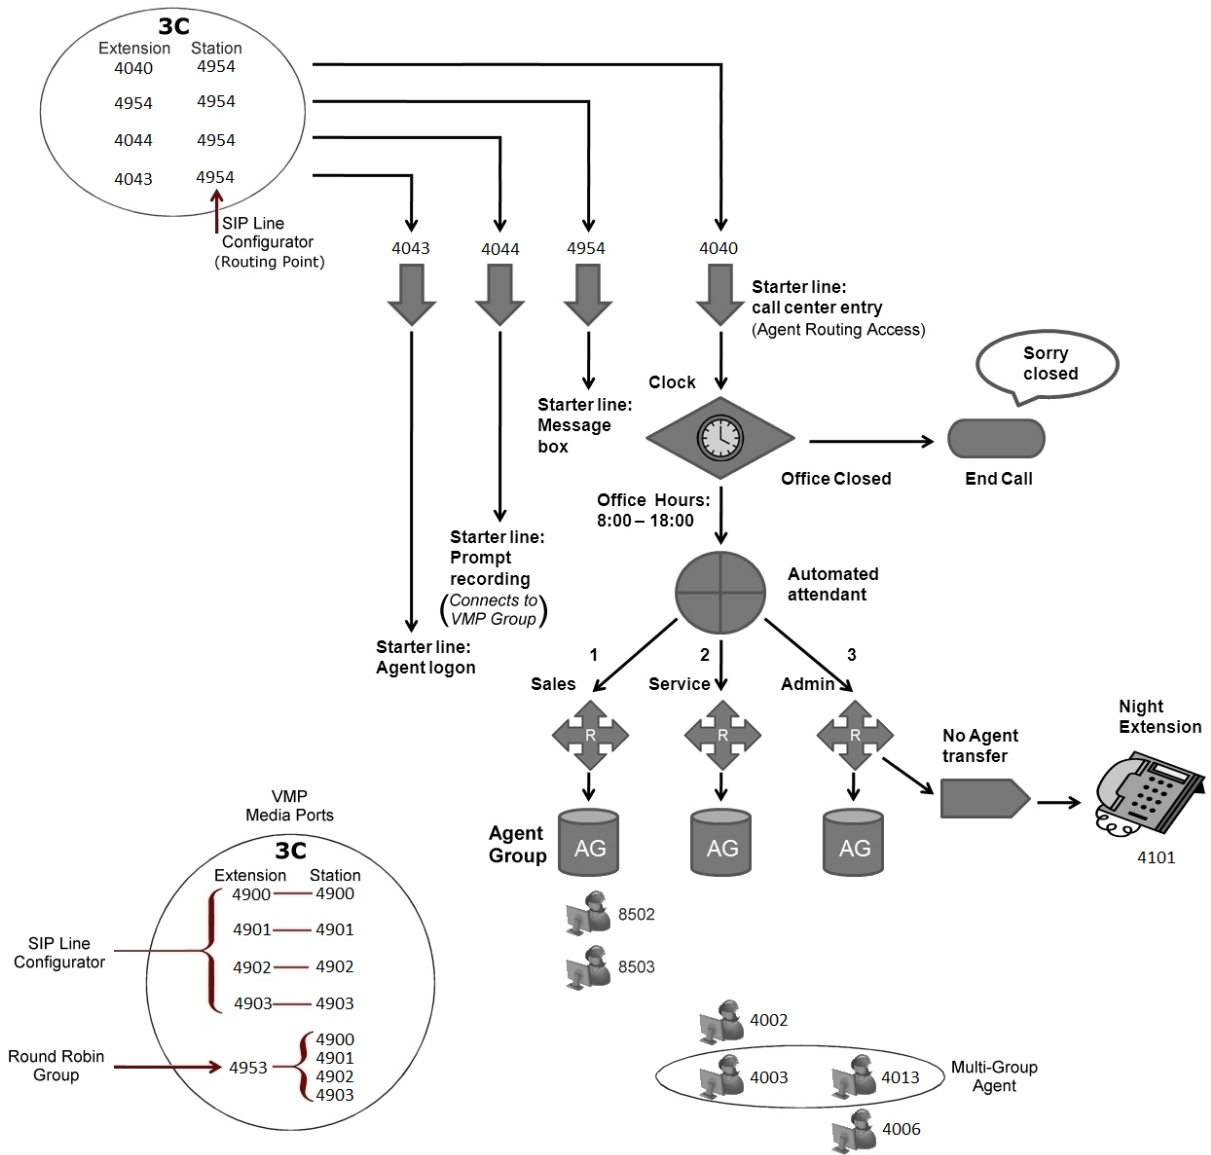 3C
Extension Station
4040 4954
4954 4954
4044 4954
4043 4954
SIP Line
Configurator
(Routing Point)
4043 4044 4954 4040
Starter line:
call center entry
(Agent Routing Access)
Sorry
closed
Clock
Starter line:
Message
box
Office Closed
End Call
Office Hours:
8:00 – 18:00
Starter line:
Prompt
recording
(Connects to
VMP Group)
Automated
attendant
Starter line:
Agent logon
1 2 3
Sales Service Admin
R R R
No Agent
transfer
Night
Extension
4101
Agent
Group
AG AG AG
8502
8503
4002
4003 4013
4006
Multi-Group
Agent
VMP
Media Ports
3C
Extension Station
4900 4900
4901 4901
4902 4902
4903 4903
SIP Line
Configurator
Round Robin
Group
4953
4900
4901
4902
4903